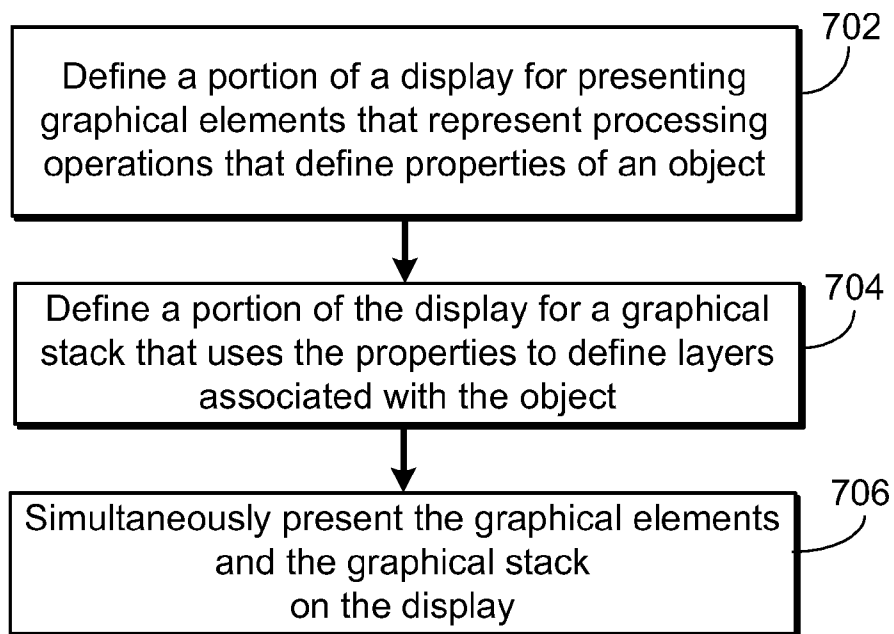 702
Define a portion of a display for presenting
graphical elements that represent processing
operations that define properties of an object
704
Define a portion of the display for a graphical
stack that uses the properties to define layers
associated with the object
706
Simultaneously present the graphical elements
and the graphical stack
on the display